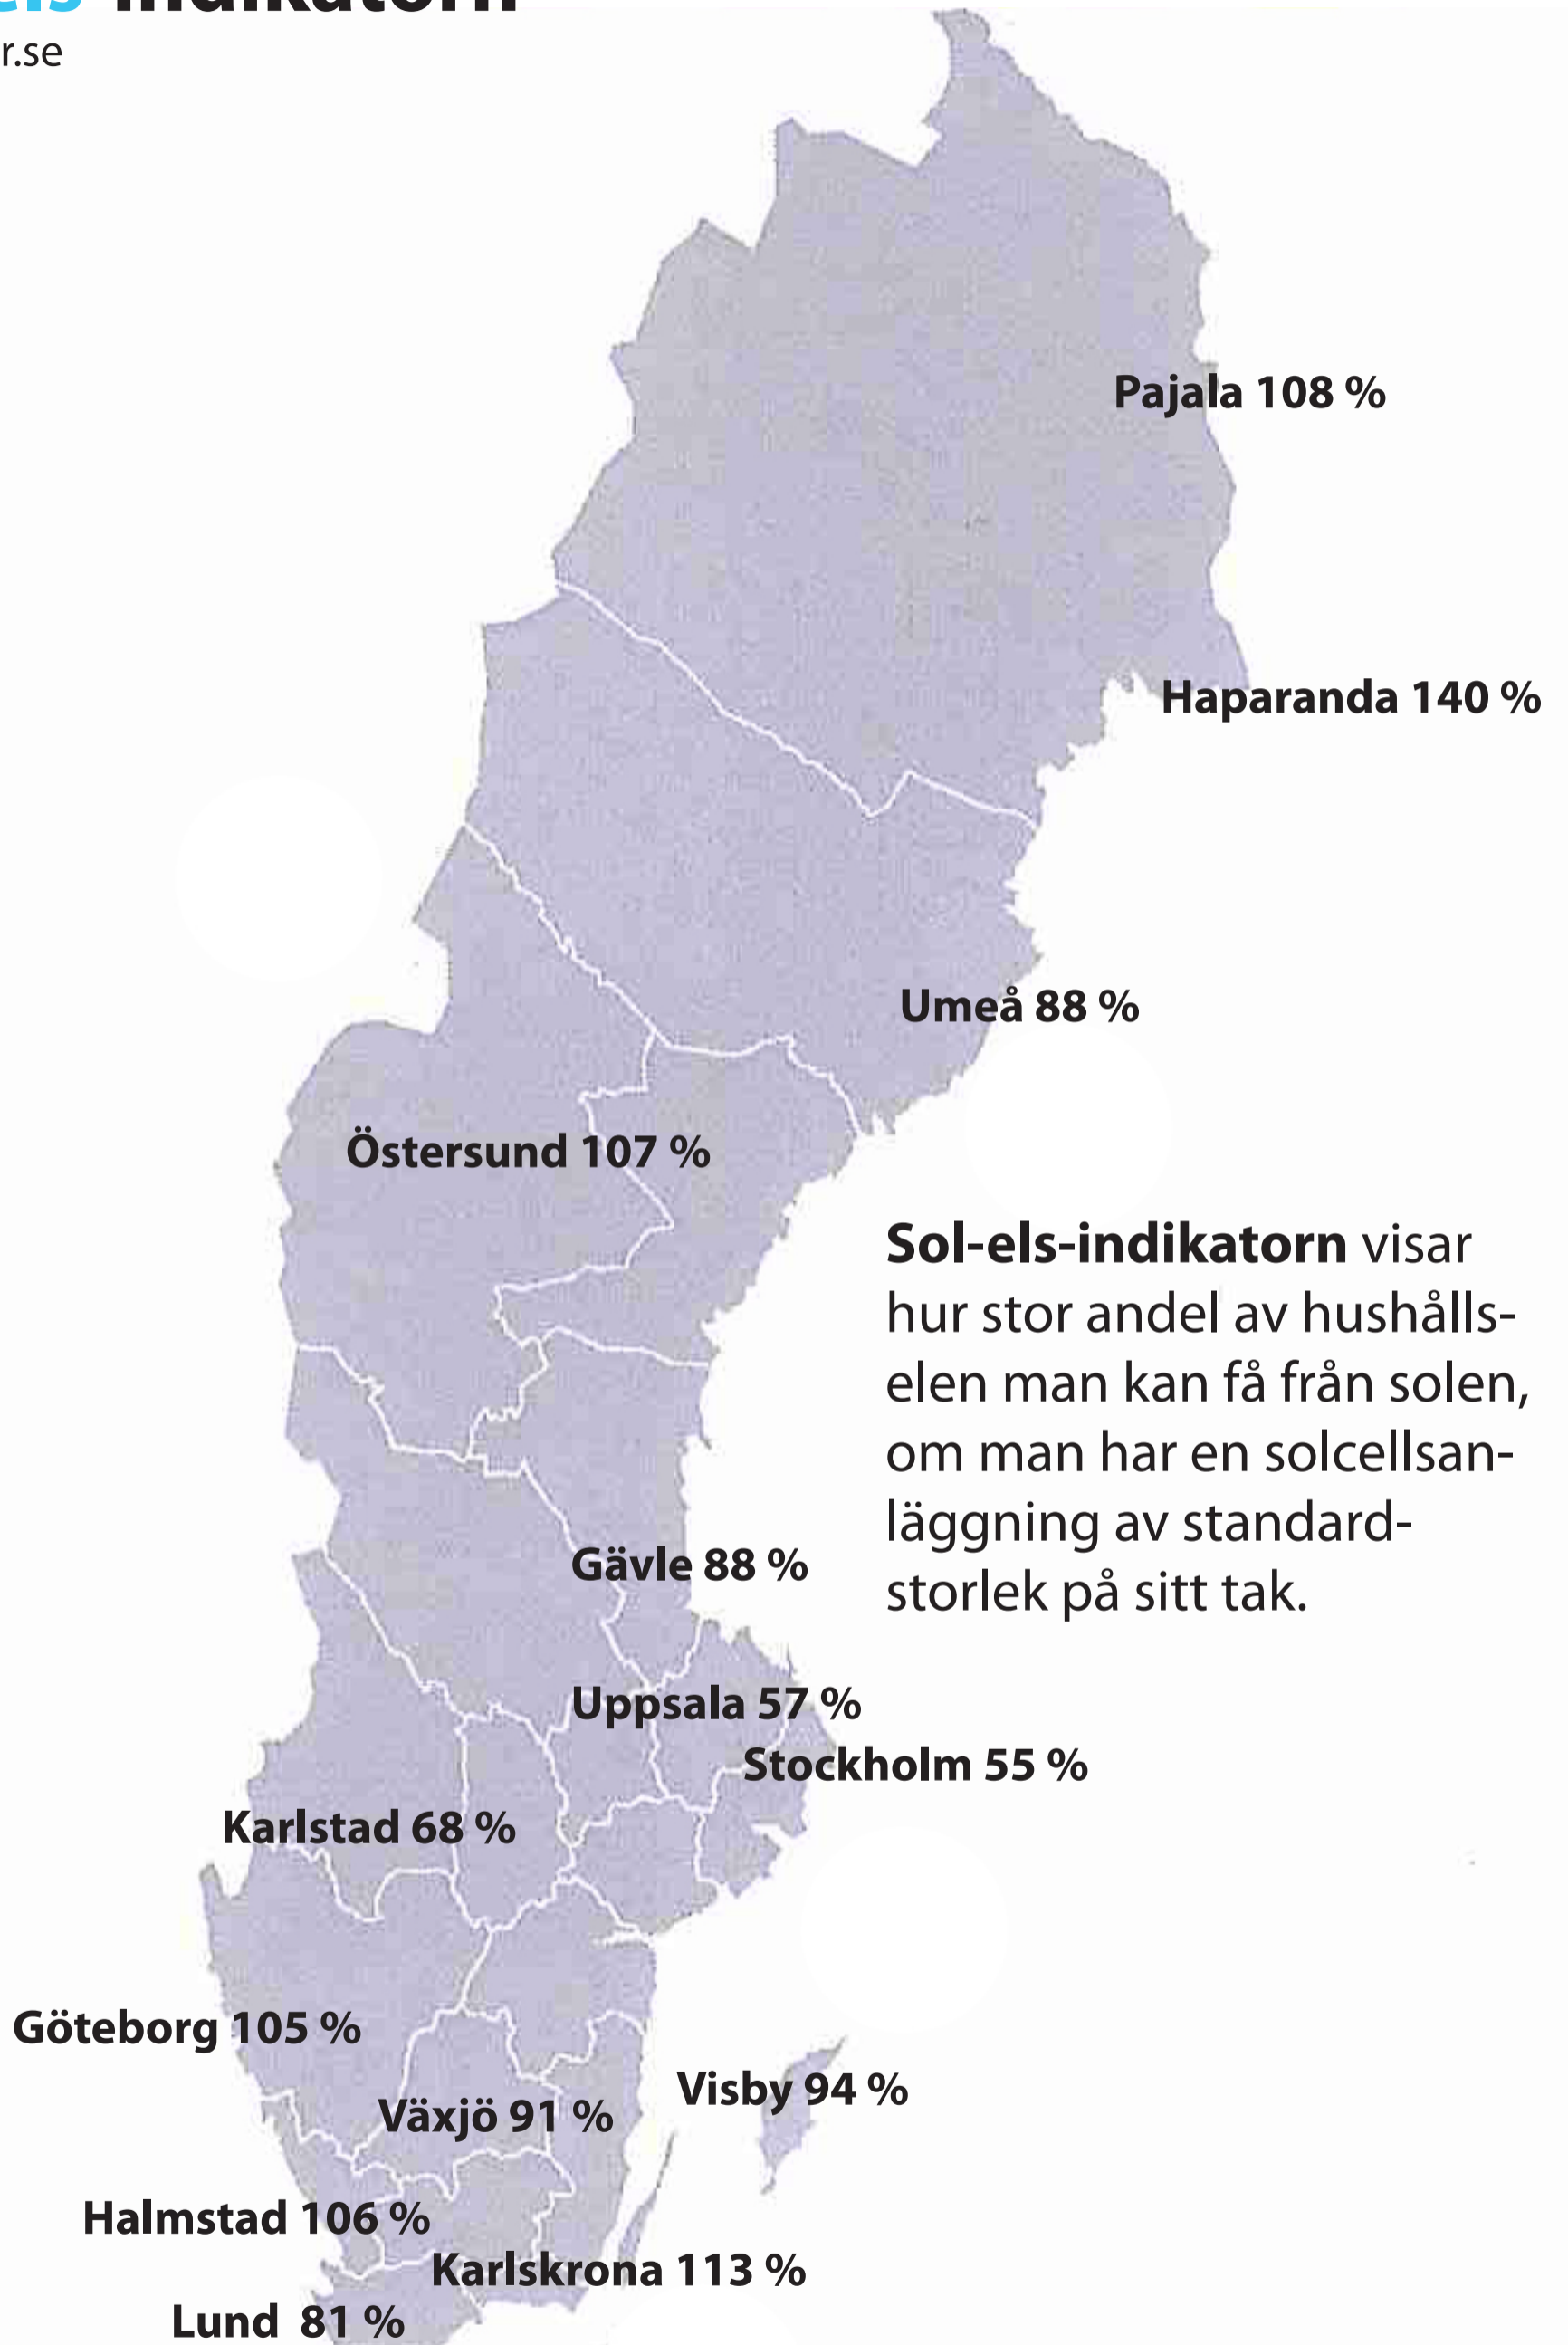 els-indikatorn
r.se
Pajala 108 %
Haparanda 140 %
Umeå 88 %
Östersund 107 %
Sol-els-indikatorn visar
hur stor andel av hushålls-
elen man kan få från solen,
om man har en solcellsan-
läggning av standard-
storlek på sitt tak.
Gävle 88 %
Uppsala 57 %
Stockholm 55 %
Karlstad 68 %
Göteborg 105 %
Visby 94 %
Växjö 91 %
Halmstad 106 %
Karlskrona 113 %
Lund 81 %